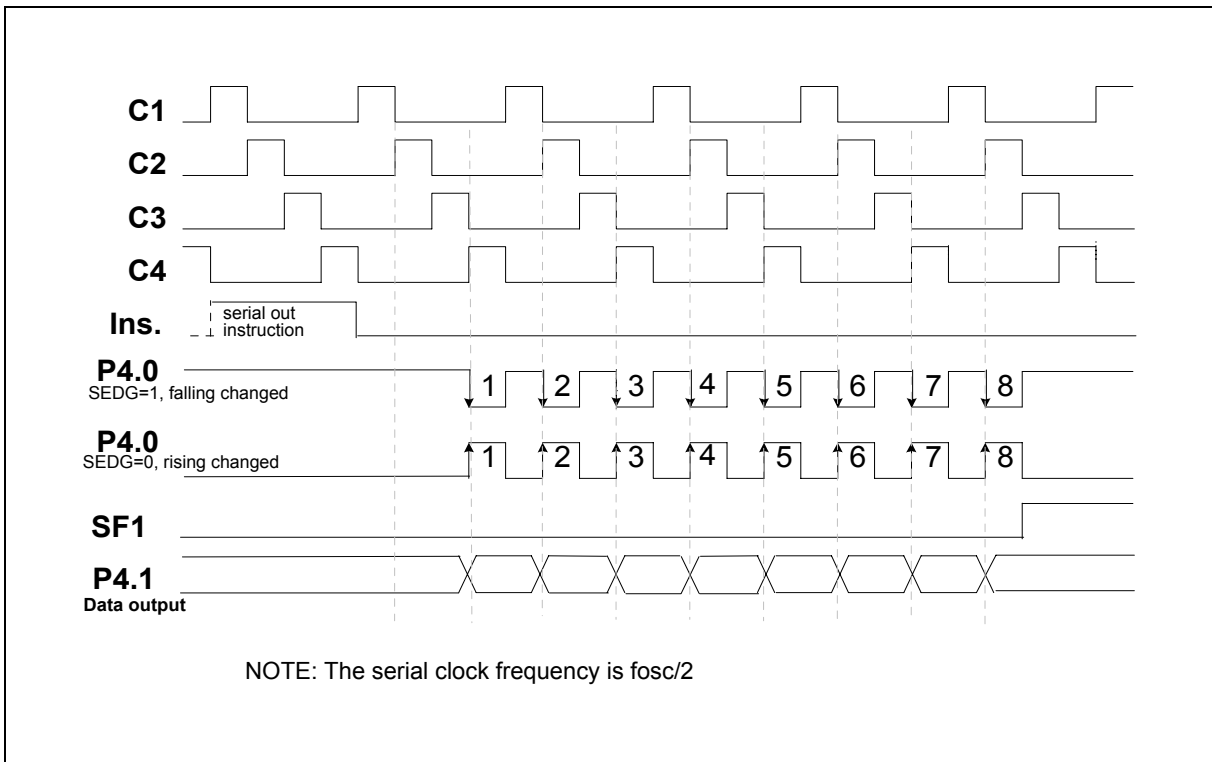 C1
C2
C3
C4
Ins.
serial out
instruction
P4.0
SEDG=1, falling changed
1 2 3 4 5 6 7 8
P4.0
SEDG=0, rising changed
1 2 3 4 5 6 7 8
SF1
P4.1
Data output
NOTE: The serial clock frequency is fosc/2